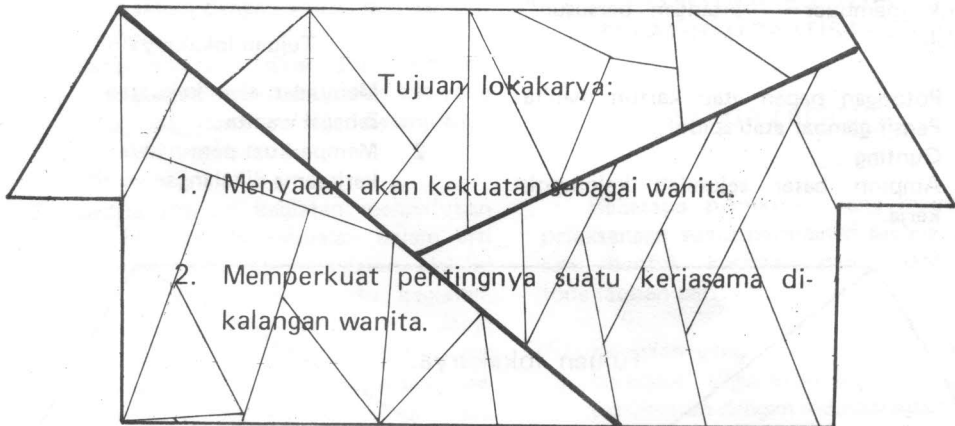 Tujuan lokakarya:
1. Menyadari akan kekuatan sebagai wanita.
2. Memperkuat pentingnya suatu kerjasama di-
kalangan wanita.